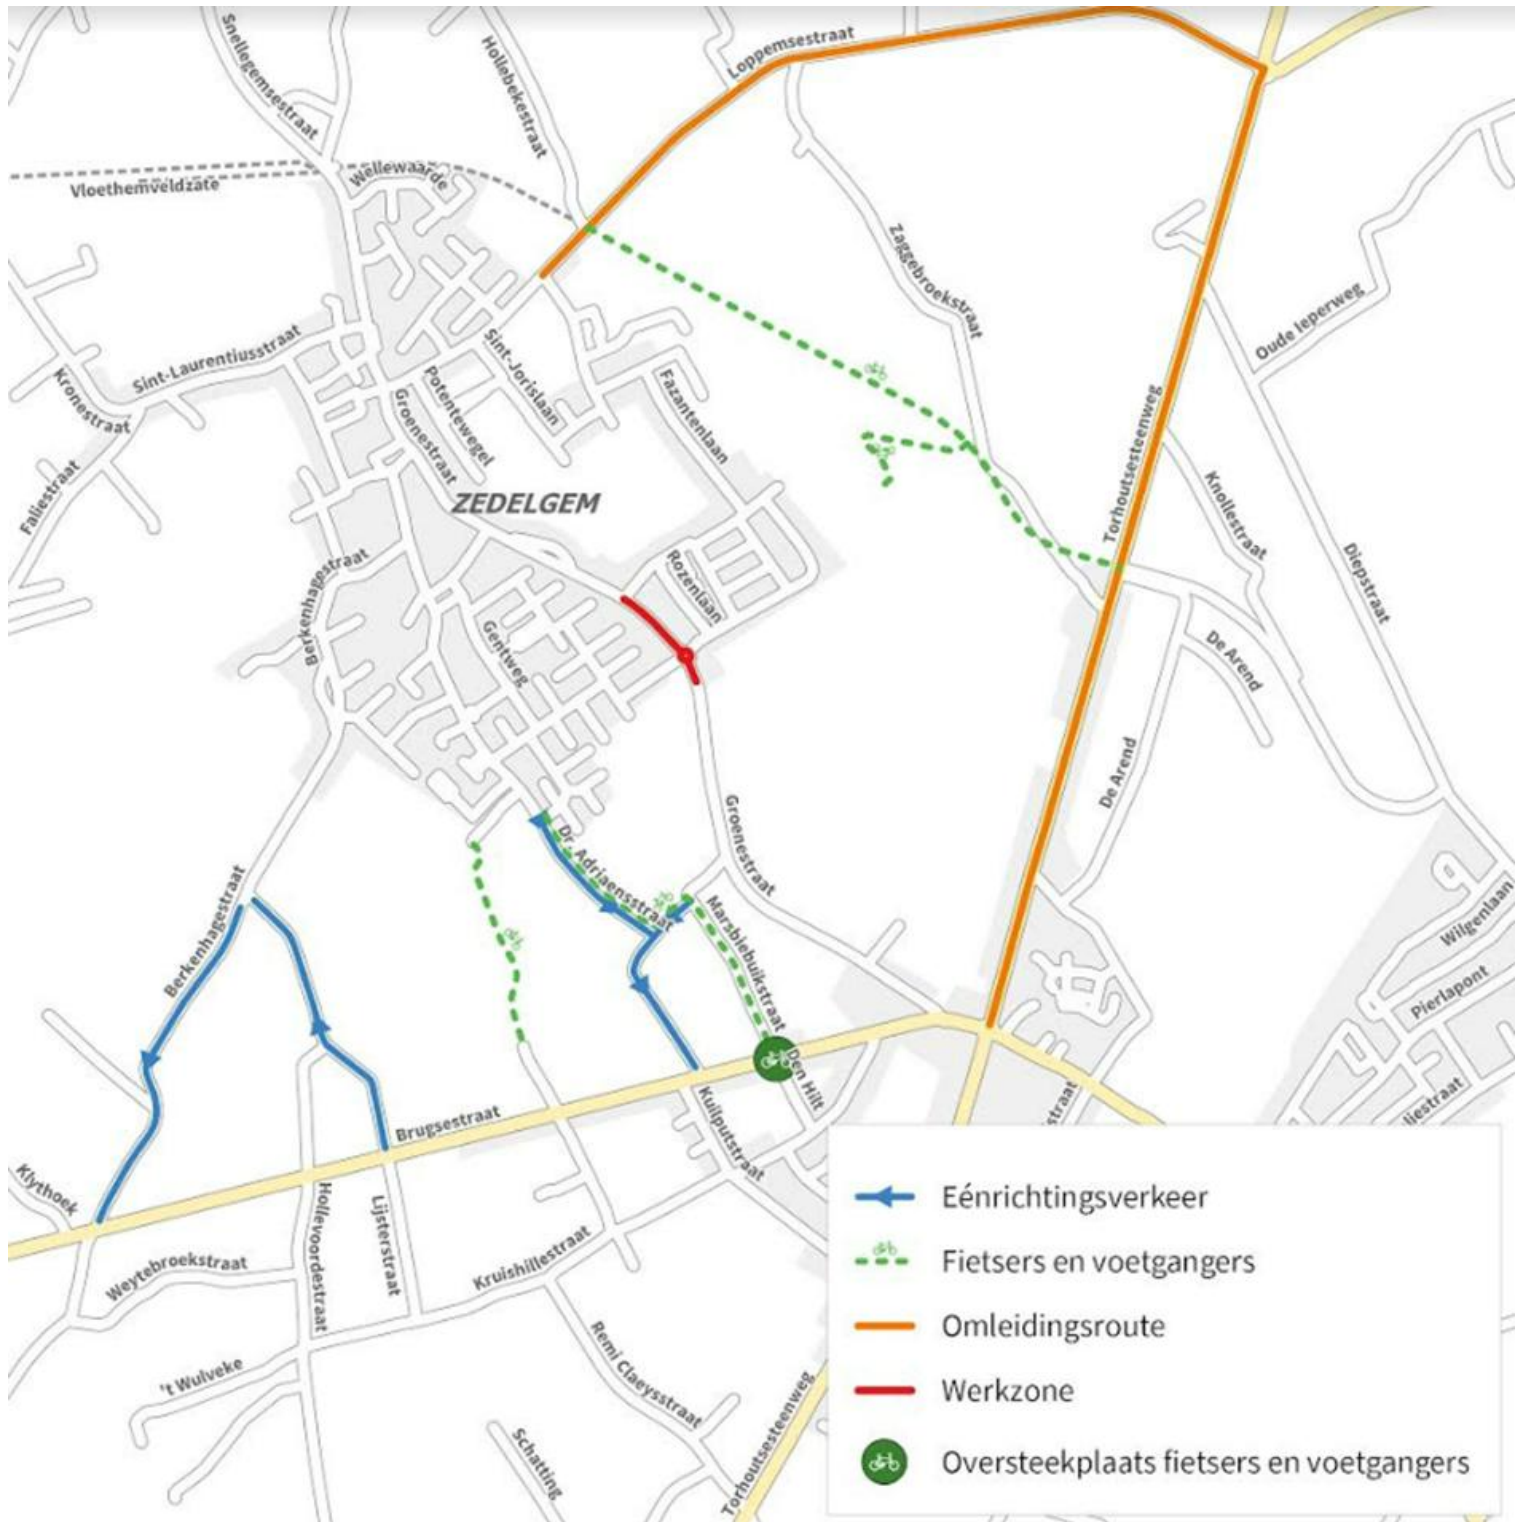 Snellegemsestraat
Hollebekestraat
Loppemsestraat
Vloethemveldzate
Wellewaarde
Zaggebroekstraat
Oude Ieperweg
Sint-Laurentiusstraat
Kronestraat
Sint-Jorislaan
Potentewegel
Groenestraat
Fazantenlaan
Torhoutsesteenweg
Faliestraat
ZEDELGEM
Knollestraat
Diepstraat
Berkenhagestraat
Rozenlaan
Gentweg
De Arend
De Arend
Groenestraat
Dr. Adriaensstraat
Berkenhagestraat
Marsbiebuikstraat
Wilgenlaan
Pierlapont
Den Hilt
Brugsestraat
Kuilputstraat
straat
liestraat
Klythoek
Hollevoordestraat
Lijsterstraat
Weytebroekstraat
Kruishillestraat
't Wulveke
Remi Claeysstraat
Schatting
Torhoutsesteenweg
Eénrichtingsverkeer
Fietsers en voetgangers
Omleidingsroute
Werkzone
Oversteekplaats fietsers en voetgangers